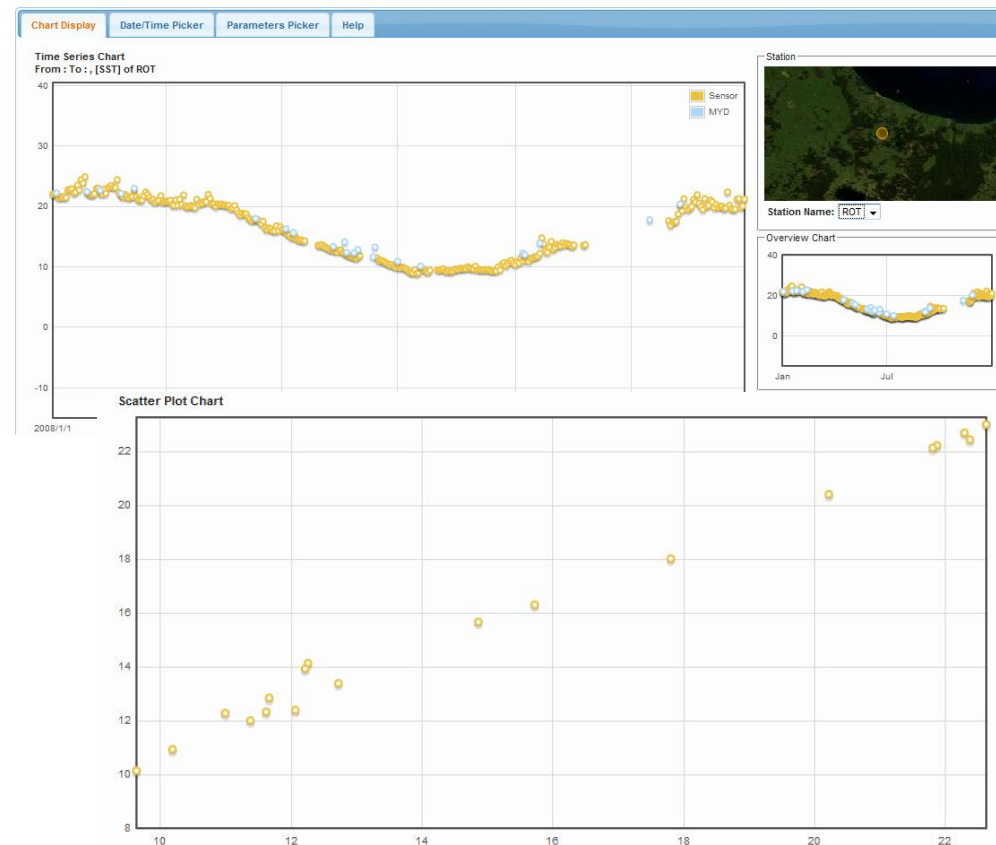 Chart Display Date/Time Picker Parameters Picker Help
Time Series Chart
From : To : , [SST] of ROT
40
30
20
10
0
-10
2008/1/1
Sensor
MYD
Station
Station Name: ROT
Overview Chart
40
20
0
Jan Jul
Scatter Plot Chart
22
20
18
16
14
12
10
8
10 12 14 16 18 20 22